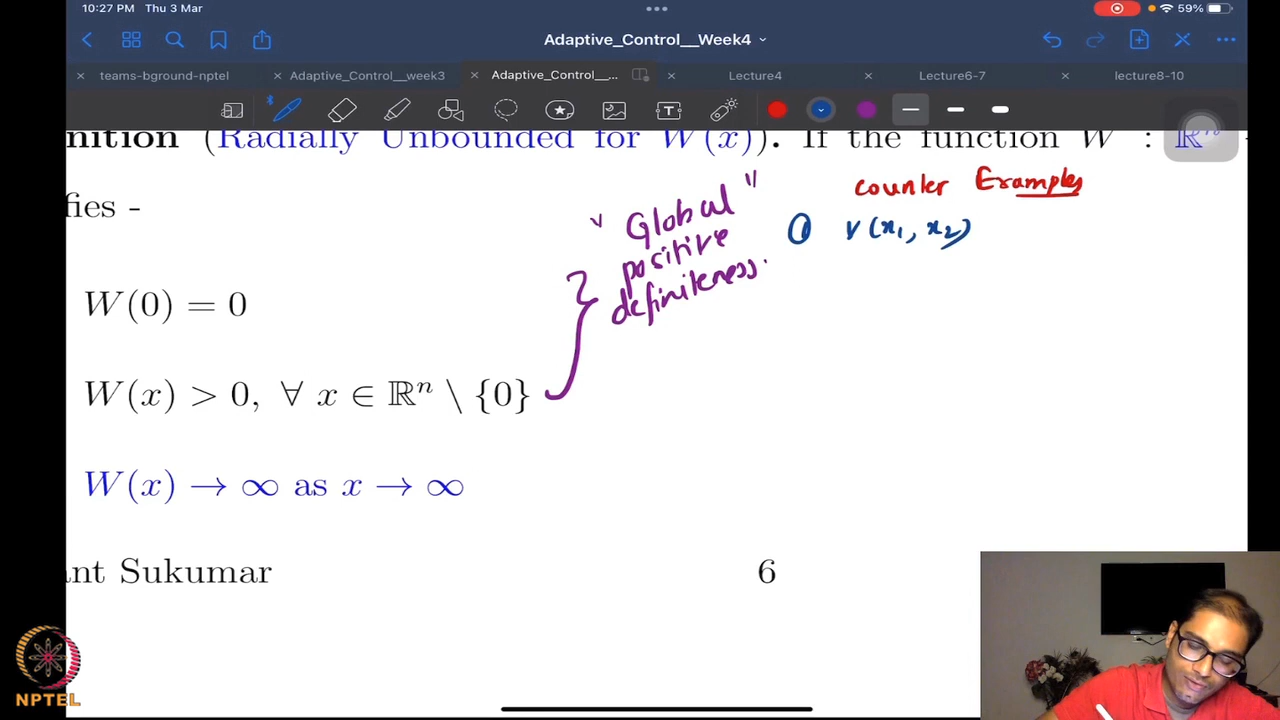 10:27 PM Thu 3 Mar
59%
Adaptive_Control__Week4
teams-bground-nptel
Adaptive_Control__week3
Adaptive_Control__...
Lecture4
Lecture6-7
lecture8-10
nition (Radially Unbounded for W(x)). If the function W : ℝⁿ
fies -
counter Examples
" Global "
positive
definiteness.
① V(x₁, x₂)
W(0) = 0
W(x) > 0, ∀ x ∈ ℝⁿ \ {0}
W(x) → ∞ as x → ∞
ant Sukumar
6
NPTEL